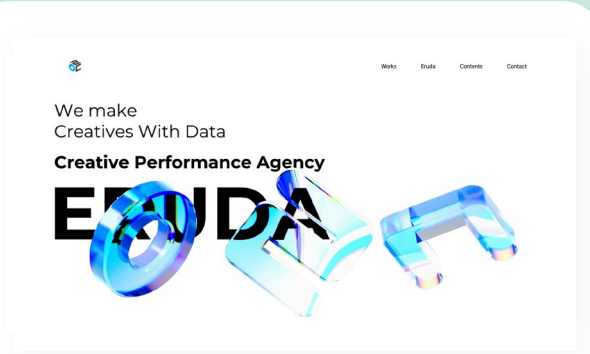 Works Eruda Contents Contact
We make
Creatives With Data
Creative Performance Agency
ERUDA